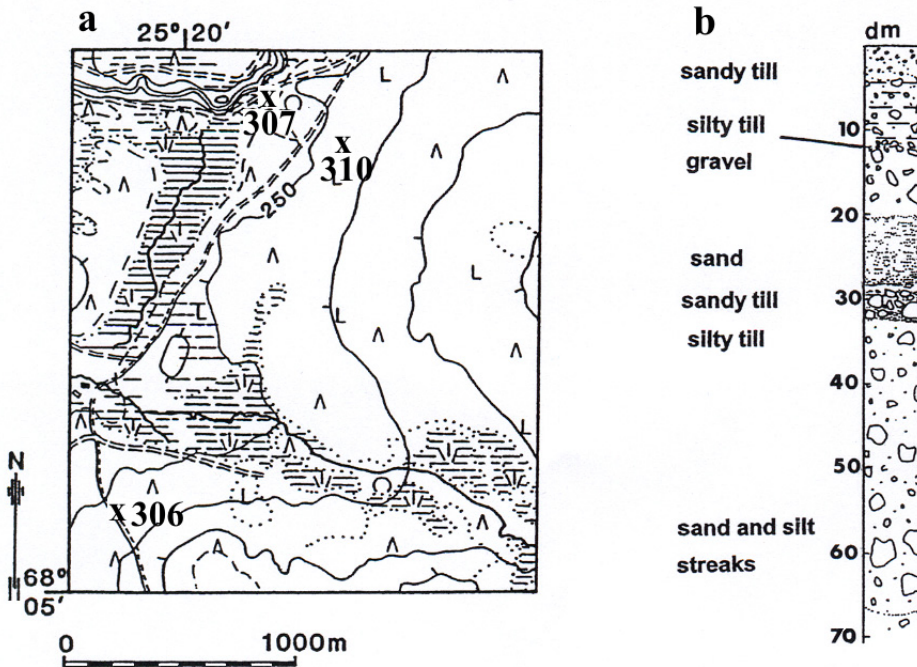 a
25° 20'
L
Λ
Λ
Λ
x
307
x
310
L
Λ
Λ
Λ
250
Λ
Λ
L
L
L
Λ
Λ
Λ
Λ
L
Λ
Λ
L
Λ
x 306
Λ
Λ
Λ
Λ
N
68°
05'
0 1000m
b
dm
sandy till
silty till
10
gravel
20
sand
sandy till
30
silty till
40
50
sand and silt
streaks
60
70